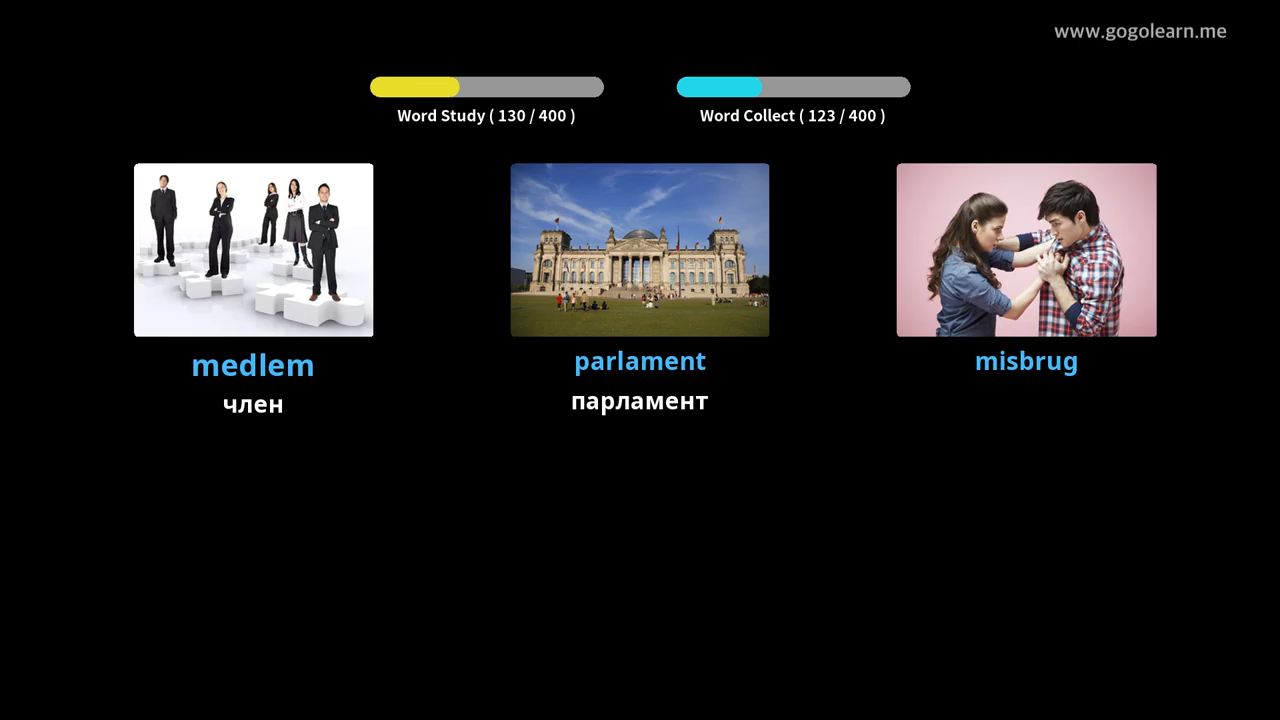 www.gogolearn.me
Word Study ( 130 / 400 )
Word Collect ( 123 / 400 )
medlem
член
parlament
парламент
misbrug